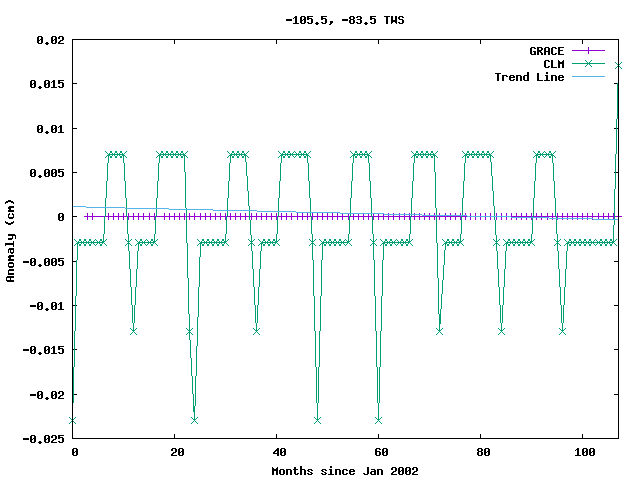 -105.5, -83.5 TWS
GRACE
CLM
Trend Line
0.02
0.015
0.01
0.005
0
-0.005
-0.01
-0.015
-0.02
-0.025
Anomaly (cm)
0 20 40 60 80 100
Months since Jan 2002